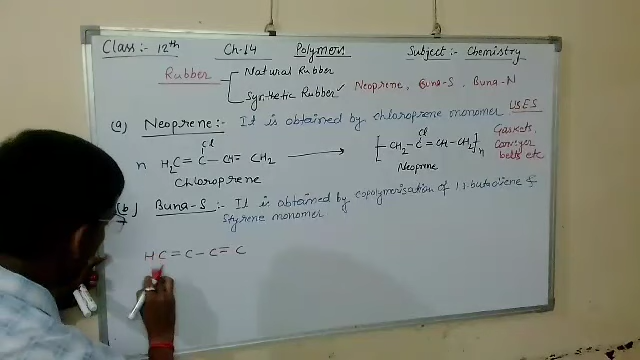 Class:- 12th Ch-14 Polymers Subject:- Chemistry
Rubber Natural Rubber
Synthetic Rubber✓ Neoprene, Buna-S, Buna-N
(a) Neoprene:- It is obtained by chloroprene monomer USES
n H₂C = C(Cl) - CH = CH₂ → [ CH₂ - C(Cl) = CH - CH₂ ]n Gaskets, Conveyer belts etc
Chloroprene Neoprene
(b) Buna-S:- It is obtained by copolymerisation of 1,3-butadiene &
Styrene monomer
HC = C - C = C